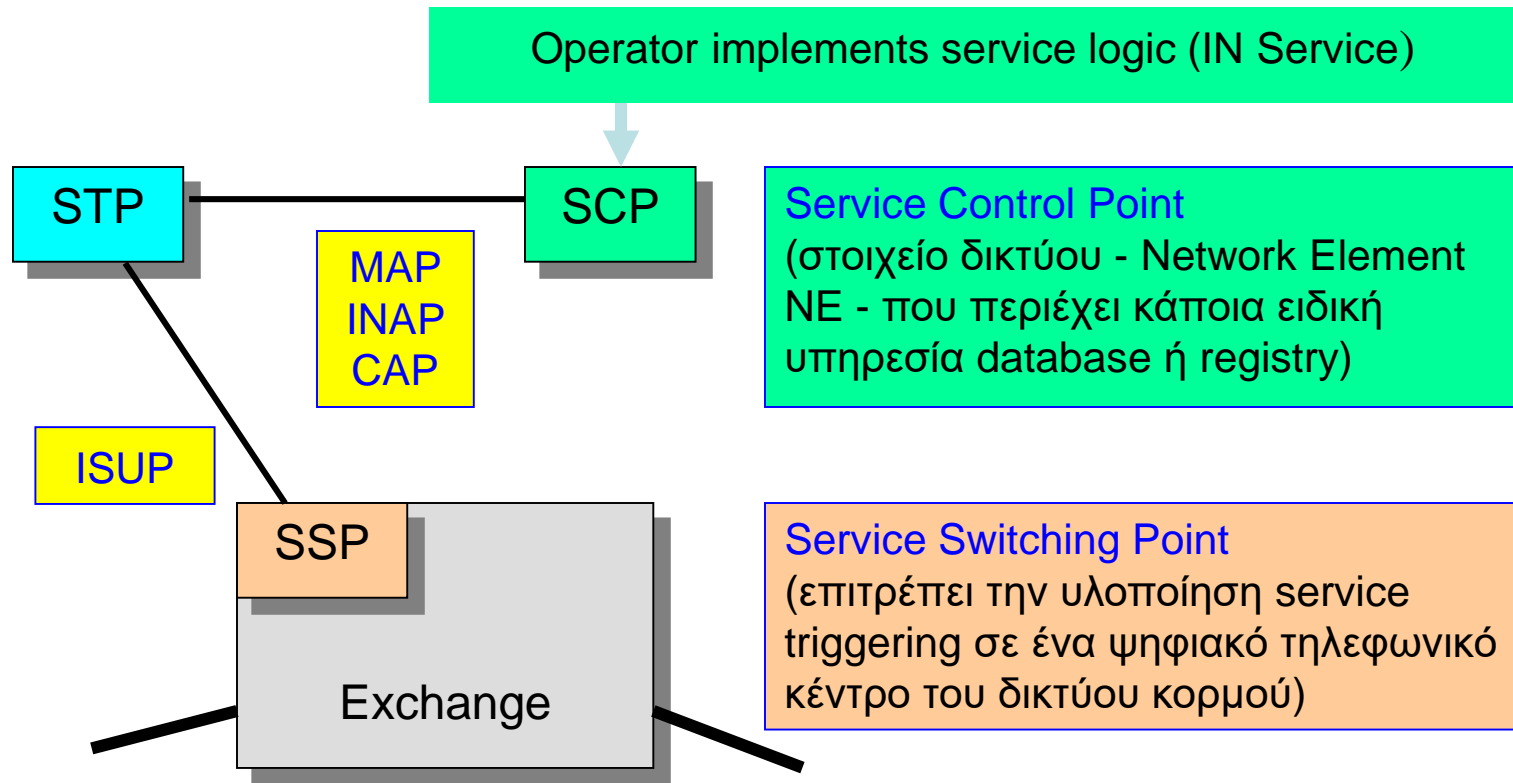 Operator implements service logic (IN Service)
STP
SCP
MAP
INAP
CAP
Service Control Point
(στοιχείο δικτύου - Network Element
NE - που περιέχει κάποια ειδική
υπηρεσία database ή registry)
ISUP
SSP
Exchange
Service Switching Point
(επιτρέπει την υλοποίηση service
triggering σε ένα ψηφιακό τηλεφωνικό
κέντρο του δικτύου κορμού)